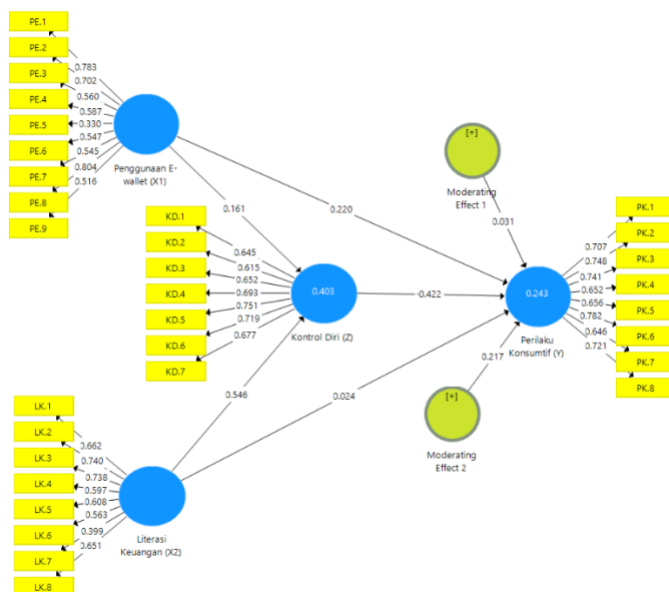 PE.1
PE.2
PE.3
PE.4
PE.5
PE.6
PE.7
PE.8
PE.9
0.783
0.702
0.560
0.587
0.330
0.547
0.545
0.804
0.516
Penggunaan E-
wallet (X1)
0.161
0.220
[+]
Moderating
Effect 1
0.031
KD.1
KD.2
KD.3
KD.4
KD.5
KD.6
KD.7
0.645
0.615
0.652
0.693
0.751
0.719
0.677
0.403
Kontrol Diri (Z)
-0.422
0.243
Perilaku
Konsumtif (Y)
PK.1
PK.2
PK.3
PK.4
PK.5
PK.6
PK.7
PK.8
0.707
0.748
0.741
0.652
0.656
0.782
0.646
0.721
0.546
0.024
0.217
[+]
Moderating
Effect 2
LK.1
LK.2
LK.3
LK.4
LK.5
LK.6
LK.7
LK.8
0.662
0.740
0.738
0.597
0.608
0.563
0.399
0.651
Literasi
Keuangan (X2)